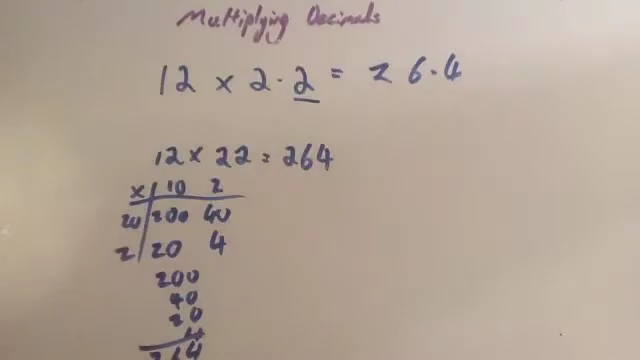 Multiplying Decimals
12 x 2.2 = 26.4
12 x 22 = 264
x 10 2
20 200 40
2 20 4
200
40
20
4
264